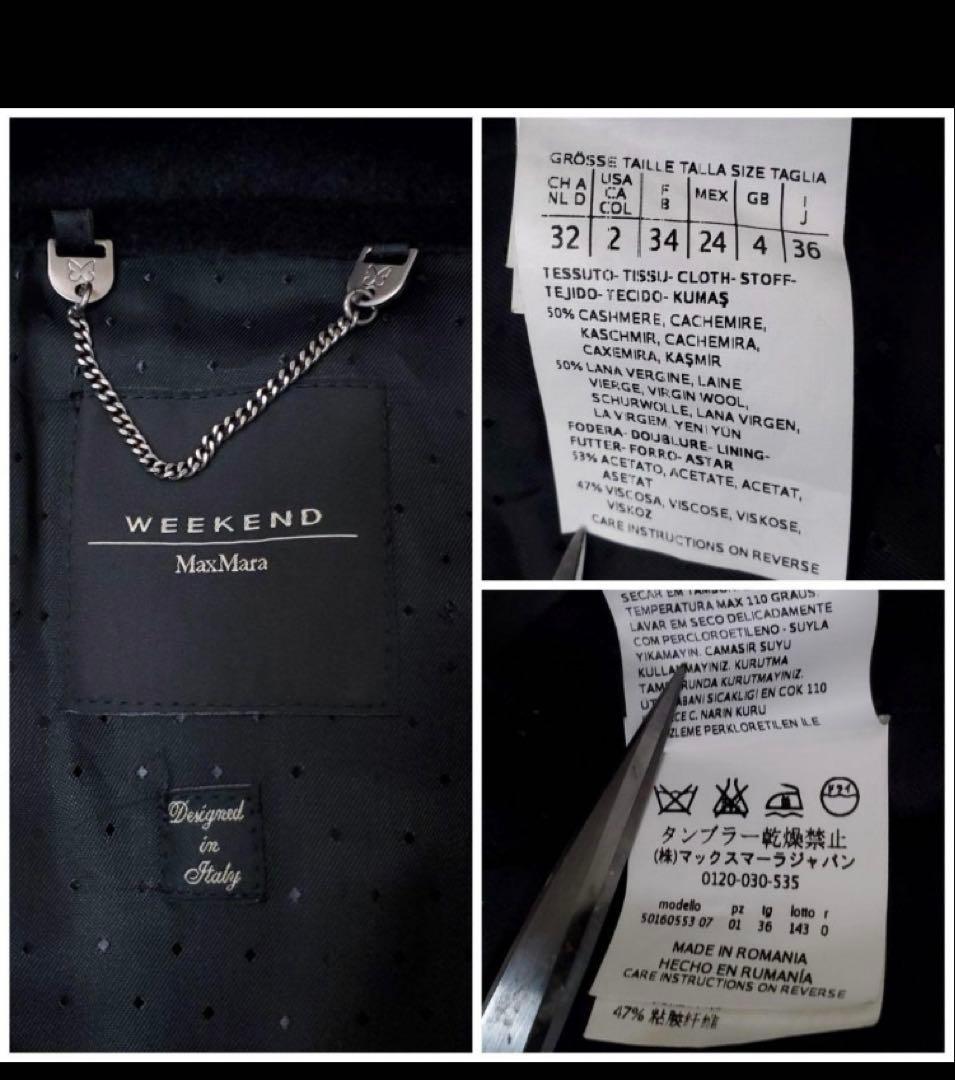 WEEKEND
MaxMara
Designed
in
Italy
GRÖSSE TAILLE TALLA SIZE TAGLIA
CH A NL D USA CA COL F B MEX GB I J
32 2 34 24 4 36
TESSUTO- TISSU- CLOTH- STOFF-
TEJIDO- TECIDO- KUMAŞ
50% CASHMERE, CACHEMIRE,
KASCHMIR, CACHEMIRA,
CAXEMIRA, KAŞMIR
50% LANA VERGINE, LAINE
VIERGE, VIRGIN WOOL,
SCHURWOLLE, LANA VIRGEN,
LA VIRGEM. YENI YÜN
FODERA- DOUBLURE- LINING-
FUTTER- FORRO- ASTAR
53% ACETATO, ACETATE, ACETAT,
ASETAT
47% VISCOSA, VISCOSE, VISKOSE,
VISKOZ
CARE INSTRUCTIONS ON REVERSE
SECAR EM
TEMPERATURA MAX 110 GRAUS.
LAVAR EM SECO DELICADAMENTE
COM PERCLOROETILENO - SUYLA
YIKAMAYIN. CAMASIR SUYU
KULLANMAYINIZ. KURUTMA
KURUTMAYINIZ.
SICAKLIGI EN COK 110
C. NARIN KURU
PERKLORETILEN ILE
タンブラー乾燥禁止
(株)マックスマーラジャパン
0120-030-535
modello pz tg lotto r
50160553 07 01 36 143 0
MADE IN ROMANIA
HECHO EN RUMANÍA
CARE INSTRUCTIONS ON REVERSE
47% 粘胶纤维